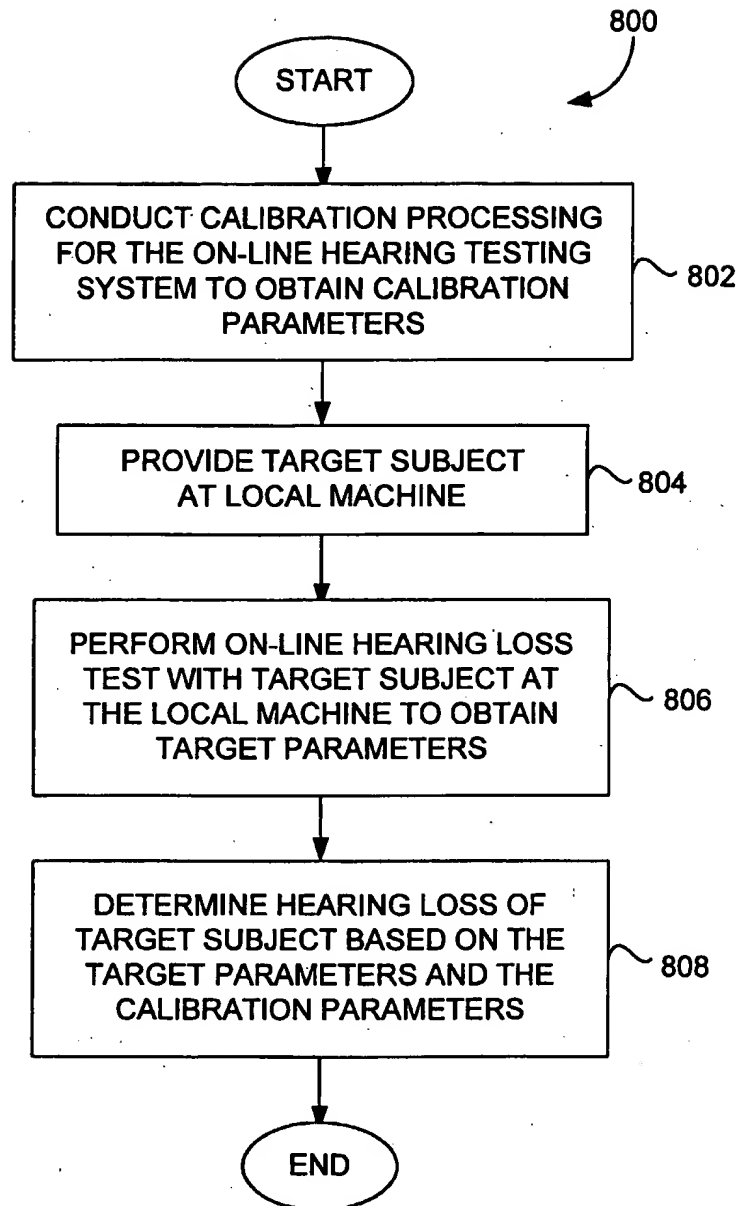 800
START
CONDUCT CALIBRATION PROCESSING
FOR THE ON-LINE HEARING TESTING
SYSTEM TO OBTAIN CALIBRATION
PARAMETERS
802
PROVIDE TARGET SUBJECT
AT LOCAL MACHINE
804
PERFORM ON-LINE HEARING LOSS
TEST WITH TARGET SUBJECT AT
THE LOCAL MACHINE TO OBTAIN
TARGET PARAMETERS
806
DETERMINE HEARING LOSS OF
TARGET SUBJECT BASED ON THE
TARGET PARAMETERS AND THE
CALIBRATION PARAMETERS
808
END